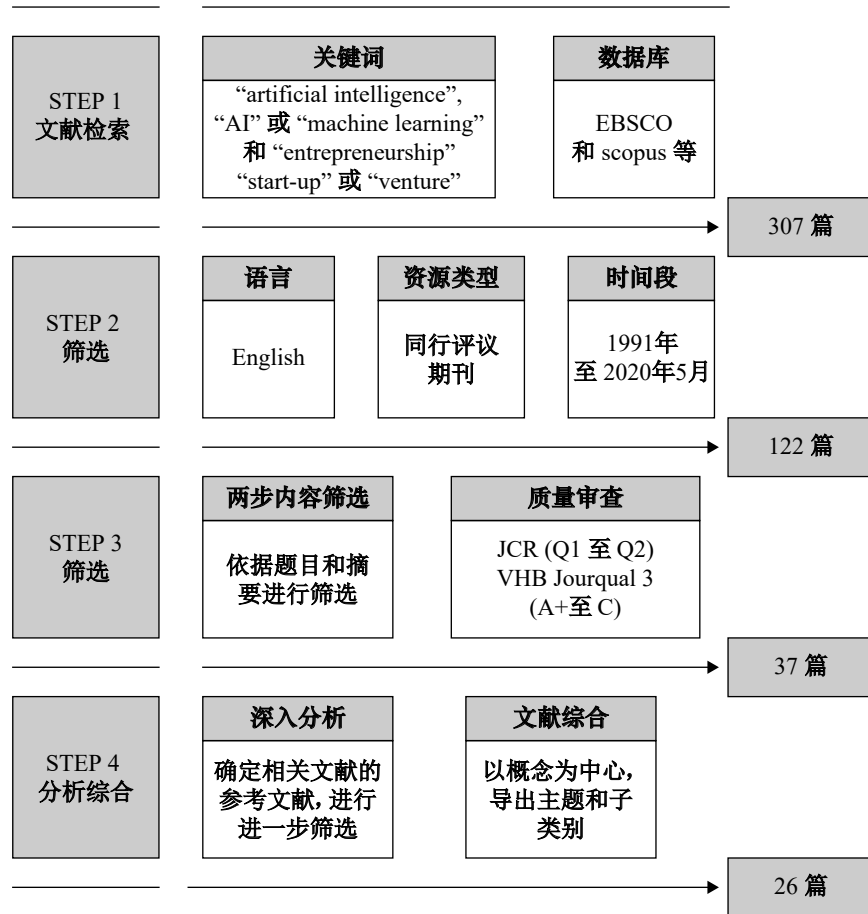 STEP 1
文献检索
关键词
“artificial intelligence”,
“AI” 或 “machine learning”
和 “entrepreneurship”
“start-up” 或 “venture”
数据库
EBSCO
和 scopus 等
307 篇
STEP 2
筛选
语言
English
资源类型
同行评议
期刊
时间段
1991年
至 2020年5月
122 篇
STEP 3
筛选
两步内容筛选
依据题目和摘
要进行筛选
质量审查
JCR (Q1 至 Q2)
VHB Jourqual 3
(A+至 C)
37 篇
STEP 4
分析综合
深入分析
确定相关文献的
参考文献,进行
进一步筛选
文献综合
以概念为中心,
导出主题和子
类别
26 篇